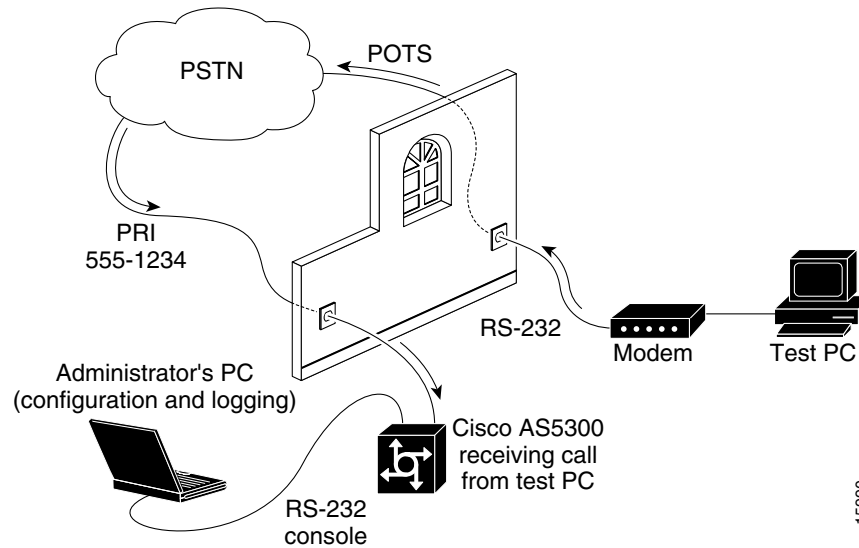 POTS
PSTN
PRI
555-1234
RS-232
Modem
Test PC
Administrator's PC
(configuration and logging)
Cisco AS5300
receiving call
from test PC
RS-232
console